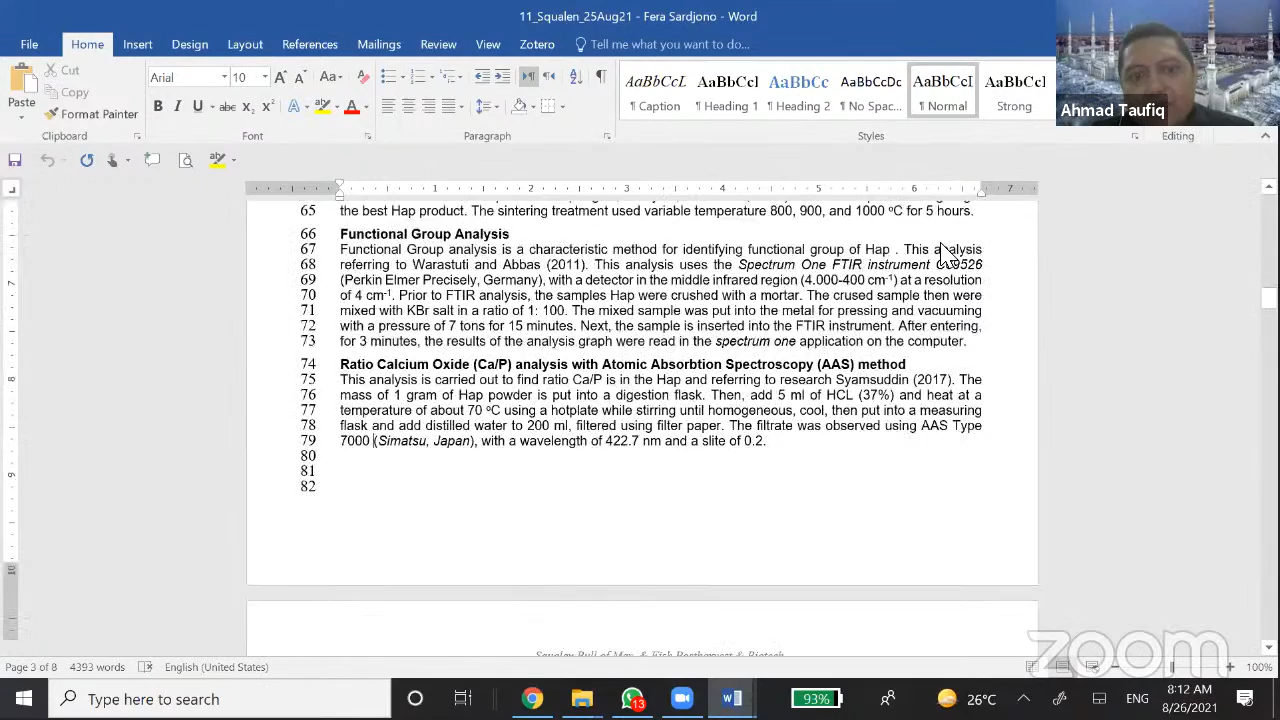 11_Squalen_25Aug21 - Fera Sardjono - Word
File Home Insert Design Layout References Mailings Review View Zotero Tell me what you want to do...
Ahmad Taufiq
Paste
Cut
Copy
Format Painter
Arial 10
AaBbCcL AaBbCcI AaBbCc AaBbCcDc AaBbCcI AaBbCcI
Caption Heading 1 Heading 2 No Spac... Normal Strong
Clipboard Font Paragraph Styles Editing
1 2 3 4 5 6 7
65 the best Hap product. The sintering treatment used variable temperature 800, 900, and 1000 ºC for 5 hours.
66 Functional Group Analysis
67 Functional Group analysis is a characteristic method for identifying functional group of Hap . This analysis
68 referring to Warastuti and Abbas (2011). This analysis uses the Spectrum One FTIR instrument
69 (Perkin Elmer Precisely, Germany), with a detector in the middle infrared region (4.000-400 cm-¹) at a resolution
70 of 4 cm-¹. Prior to FTIR analysis, the samples Hap were crushed with a mortar. The crused sample then were
71 mixed with KBr salt in a ratio of 1: 100. The mixed sample was put into the metal for pressing and vacuuming
72 with a pressure of 7 tons for 15 minutes. Next, the sample is inserted into the FTIR instrument. After entering,
73 for 3 minutes, the results of the analysis graph were read in the spectrum one application on the computer.
74 Ratio Calcium Oxide (Ca/P) analysis with Atomic Absorbtion Spectroscopy (AAS) method
75 This analysis is carried out to find ratio Ca/P is in the Hap and referring to research Syamsuddin (2017). The
76 mass of 1 gram of Hap powder is put into a digestion flask. Then, add 5 ml of HCL (37%) and heat at a
77 temperature of about 70 ºC using a hotplate while stirring until homogeneous, cool, then put into a measuring
78 flask and add distilled water to 200 ml, filtered using filter paper. The filtrate was observed using AAS Type
79 7000 (Simatsu, Japan), with a wavelength of 422.7 nm and a slite of 0.2.
80
81
82
zoom
Page 3 of 8 4393 words English (United States) 100%
Type here to search 13 93% 26°C ENG 8:12 AM
8/26/2021